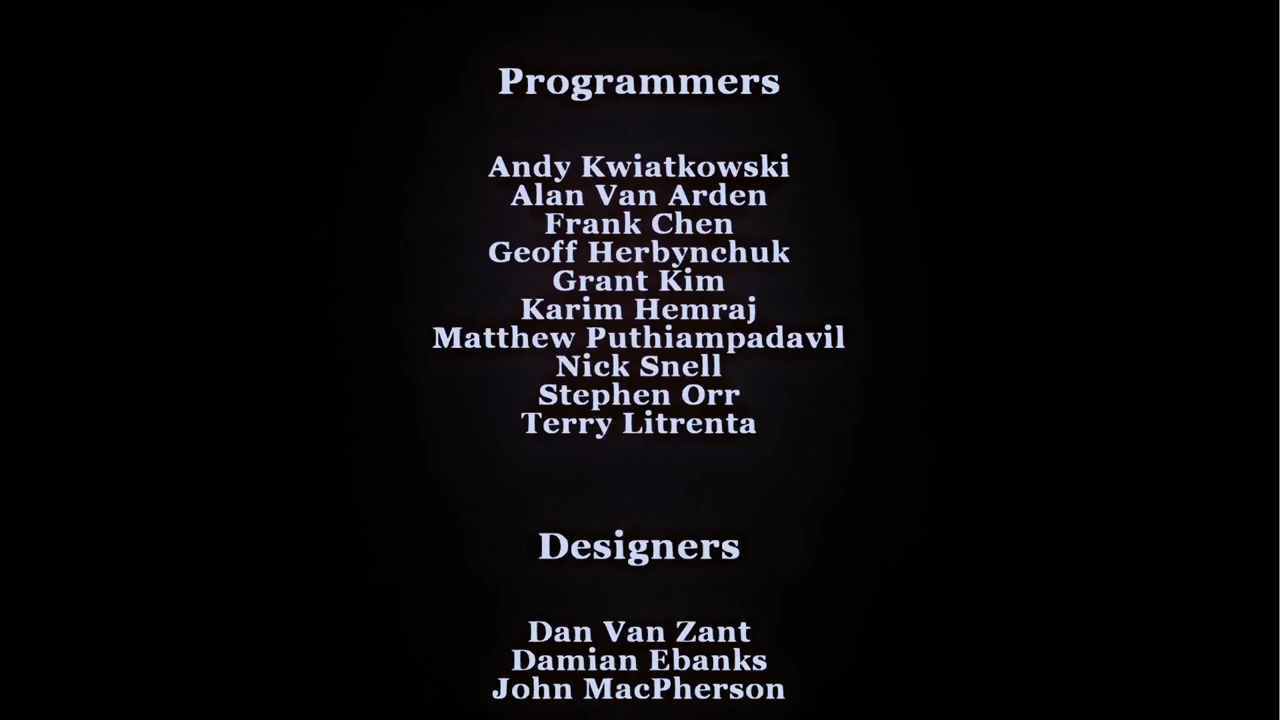 Programmers
Andy Kwiatkowski
Alan Van Arden
Frank Chen
Geoff Herbynchuk
Grant Kim
Karim Hemraj
Matthew Puthiampadavil
Nick Snell
Stephen Orr
Terry Litrenta
Designers
Dan Van Zant
Damian Ebanks
John MacPherson